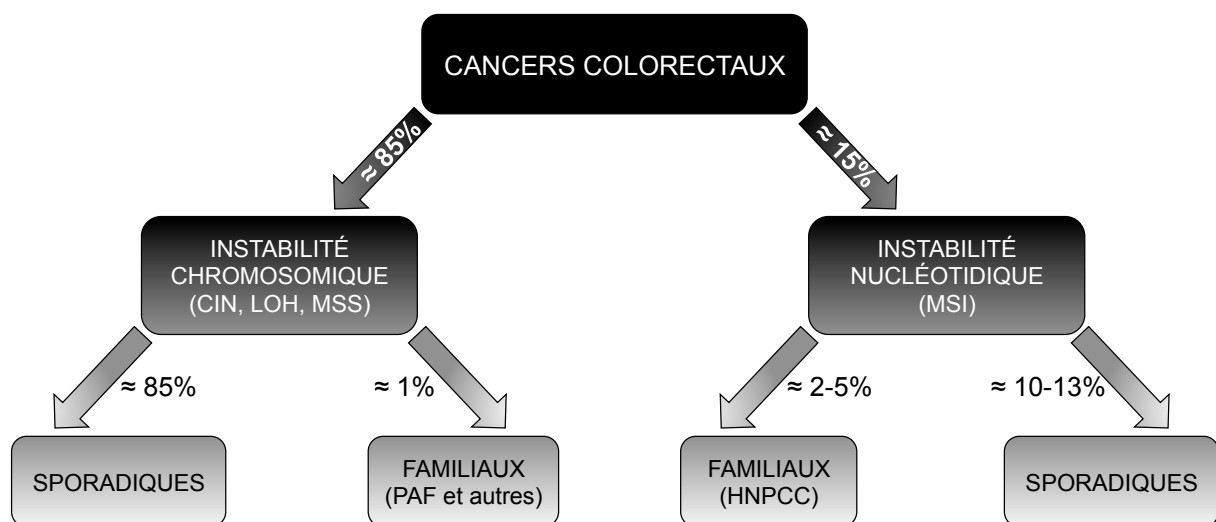 CANCERS COLORECTAUX
≈ 85%
≈ 15%
INSTABILITÉ
CHROMOSOMIQUE
(CIN, LOH, MSS)
INSTABILITÉ
NUCLÉOTIDIQUE
(MSI)
≈ 85%
≈ 1%
≈ 2-5%
≈ 10-13%
SPORADIQUES
FAMILIAUX
(PAF et autres)
FAMILIAUX
(HNPCC)
SPORADIQUES